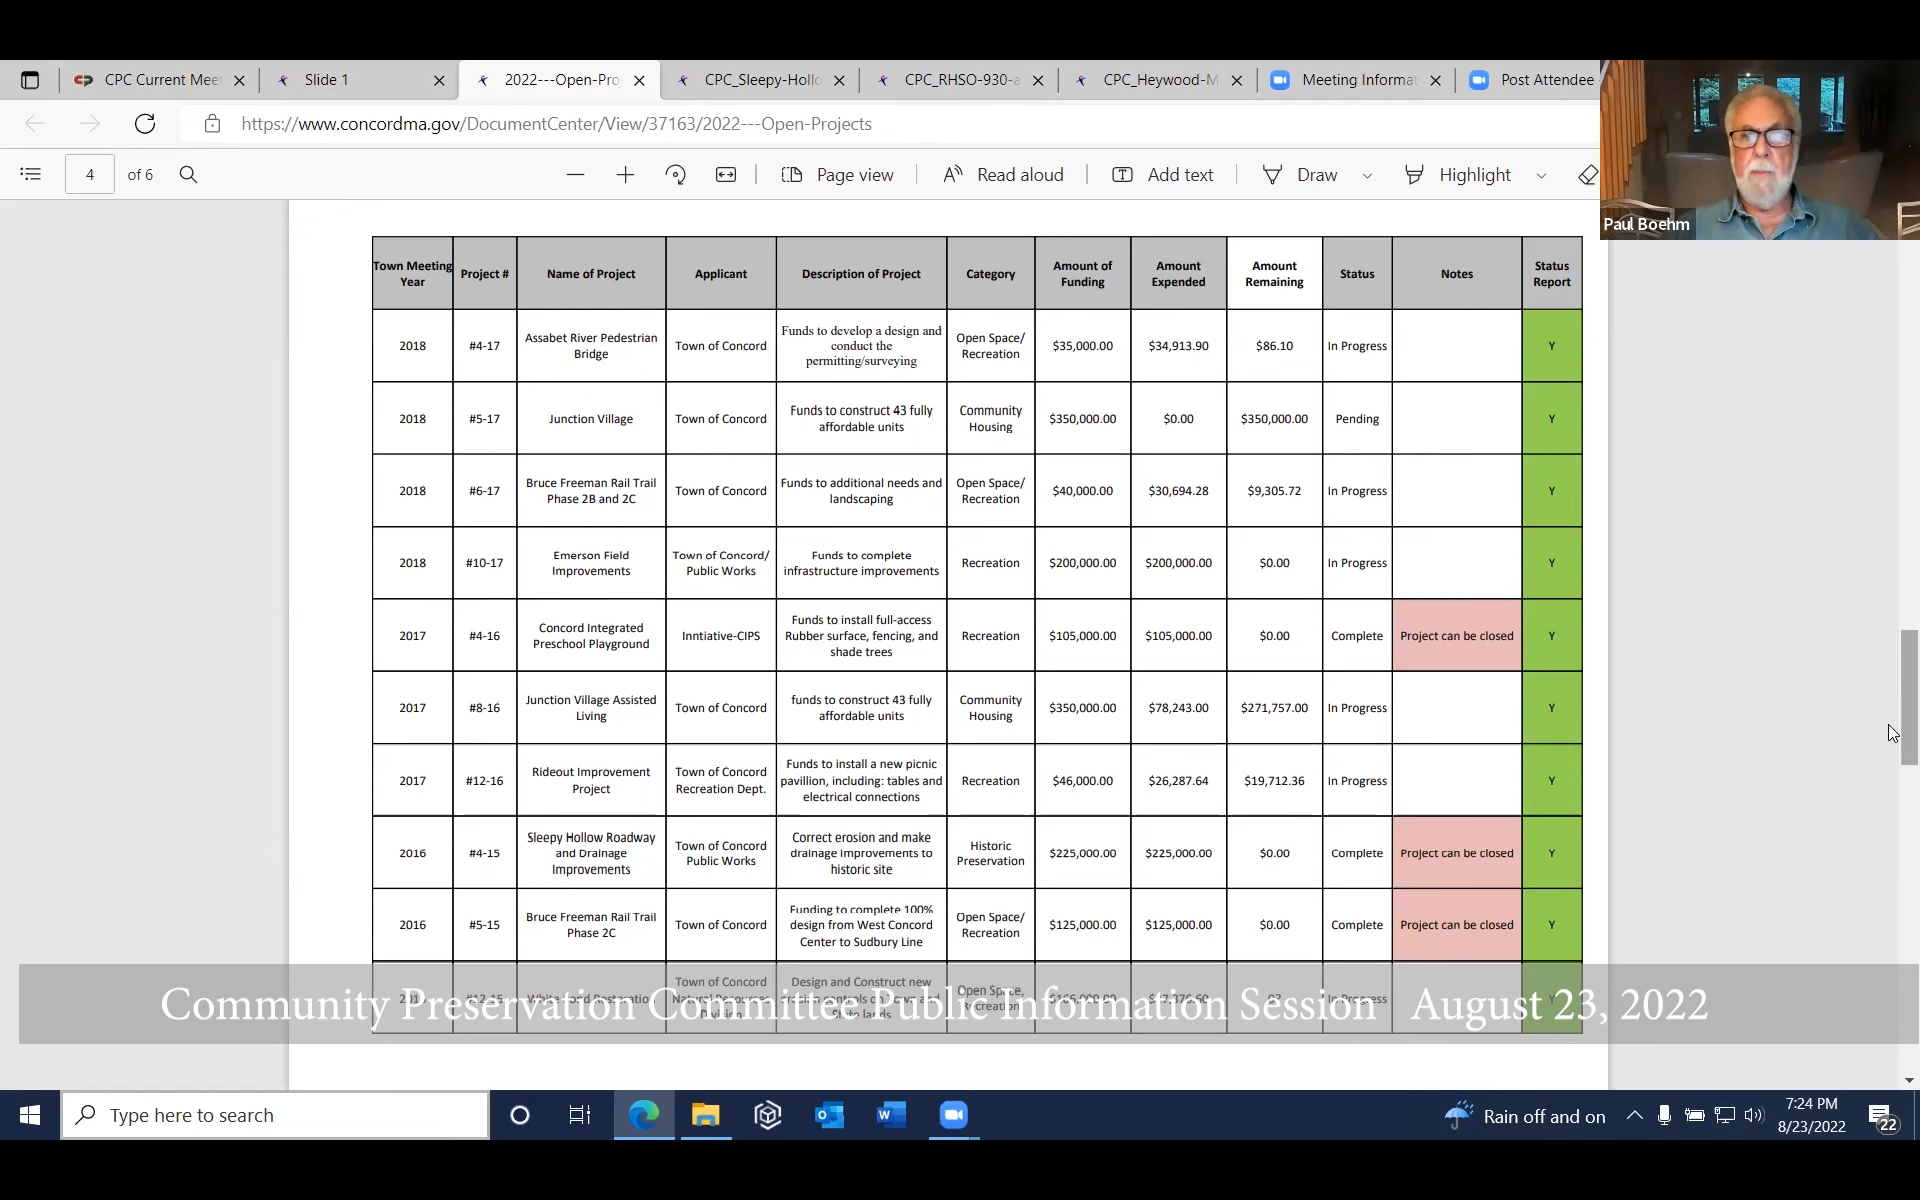 CPC Current Mee
Slide 1
2022---Open-Pro
CPC_Sleepy-Hollo
CPC_RHSO-930-a
CPC_Heywood-M
Meeting Informat
Post Attendee
https://www.concordma.gov/DocumentCenter/View/37163/2022---Open-Projects
4 of 6
Page view
Read aloud
Add text
Draw
Highlight
Paul Boehm
Town Meeting Year
Project #
Name of Project
Applicant
Description of Project
Category
Amount of Funding
Amount Expended
Amount Remaining
Status
Notes
Status Report
2018 #4-17 Assabet River Pedestrian Bridge Town of Concord Funds to develop a design and conduct the permitting/surveying Open Space/ Recreation $35,000.00 $34,913.90 $86.10 In Progress Y
2018 #5-17 Junction Village Town of Concord Funds to construct 43 fully affordable units Community Housing $350,000.00 $0.00 $350,000.00 Pending Y
2018 #6-17 Bruce Freeman Rail Trail Phase 2B and 2C Town of Concord Funds to additional needs and landscaping Open Space/ Recreation $40,000.00 $30,694.28 $9,305.72 In Progress Y
2018 #10-17 Emerson Field Improvements Town of Concord/ Public Works Funds to complete infrastructure improvements Recreation $200,000.00 $200,000.00 $0.00 In Progress Y
2017 #4-16 Concord Integrated Preschool Playground Inntiative-CIPS Funds to install full-access Rubber surface, fencing, and shade trees Recreation $105,000.00 $105,000.00 $0.00 Complete Project can be closed Y
2017 #8-16 Junction Village Assisted Living Town of Concord funds to construct 43 fully affordable units Community Housing $350,000.00 $78,243.00 $271,757.00 In Progress Y
2017 #12-16 Rideout Improvement Project Town of Concord Recreation Dept. Funds to install a new picnic pavillion, including: tables and electrical connections Recreation $46,000.00 $26,287.64 $19,712.36 In Progress Y
2016 #4-15 Sleepy Hollow Roadway and Drainage Improvements Town of Concord Public Works Correct erosion and make drainage improvements to historic site Historic Preservation $225,000.00 $225,000.00 $0.00 Complete Project can be closed Y
2016 #5-15 Bruce Freeman Rail Trail Phase 2C Town of Concord Funding to complete 100% design from West Concord Center to Sudbury Line Open Space/ Recreation $125,000.00 $125,000.00 $0.00 Complete Project can be closed Y
Town of Concord Natural Resources Division Design and Construct new State lands Open Space, In Progress
Community Preservation Committee Public Information Session August 23, 2022
Type here to search
Rain off and on
7:24 PM
8/23/2022
22